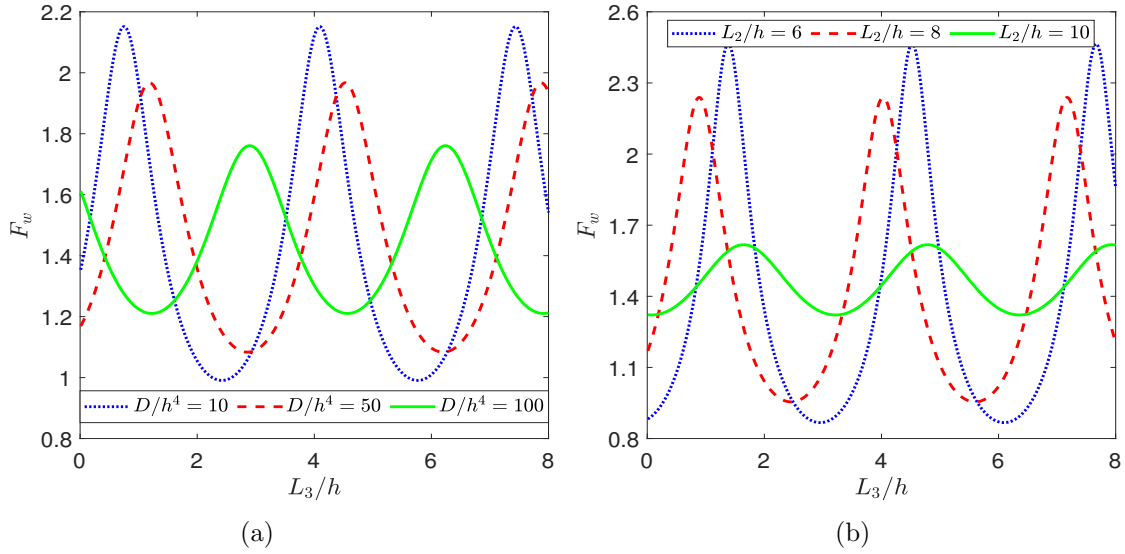 2.2
2
1.8
1.6
1.4
1.2
1
0.8
F_w
D/h^4 = 10 D/h^4 = 50 D/h^4 = 100
0 2 4 6 8
L_3/h
(a)
2.6
2.3
2
1.7
1.4
1.1
0.8
F_w
L_2/h = 6 L_2/h = 8 L_2/h = 10
0 2 4 6 8
L_3/h
(b)